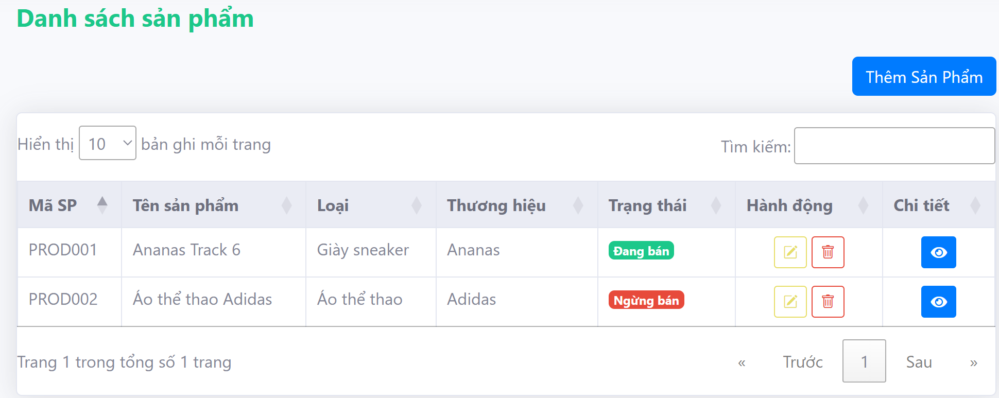 Danh sách sản phẩm
Thêm Sản Phẩm
Hiển thị 10 bản ghi mỗi trang Tìm kiếm:
Mã SP Tên sản phẩm Loại Thương hiệu Trạng thái Hành động Chi tiết
PROD001 Ananas Track 6 Giày sneaker Ananas Đang bán
PROD002 Áo thể thao Adidas Áo thể thao Adidas Ngừng bán
Trang 1 trong tổng số 1 trang « Trước 1 Sau »